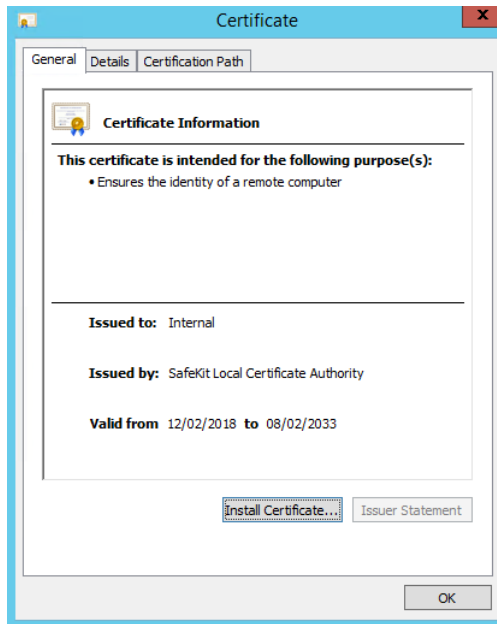 Certificate
x
General Details Certification Path
Certificate Information
This certificate is intended for the following purpose(s):
• Ensures the identity of a remote computer
Issued to: Internal
Issued by: SafeKit Local Certificate Authority
Valid from 12/02/2018 to 08/02/2033
Install Certificate... Issuer Statement
OK